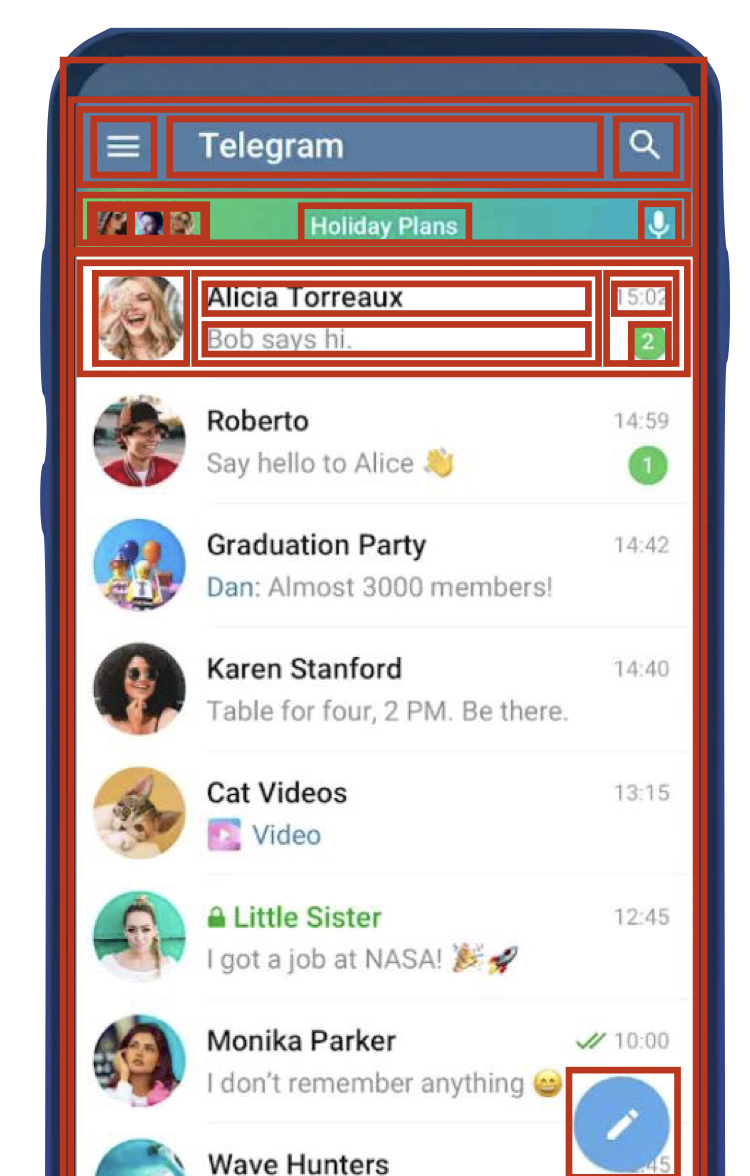 Telegram
Holiday Plans
Alicia Torreaux 15:02
Bob says hi. 2
Roberto 14:59
Say hello to Alice 👋 1
Graduation Party 14:42
Dan: Almost 3000 members!
Karen Stanford 14:40
Table for four, 2 PM. Be there.
Cat Videos 13:15
Video
Little Sister 12:45
I got a job at NASA! 🎉🚀
Monika Parker 10:00
I don't remember anything 😄
Wave Hunters